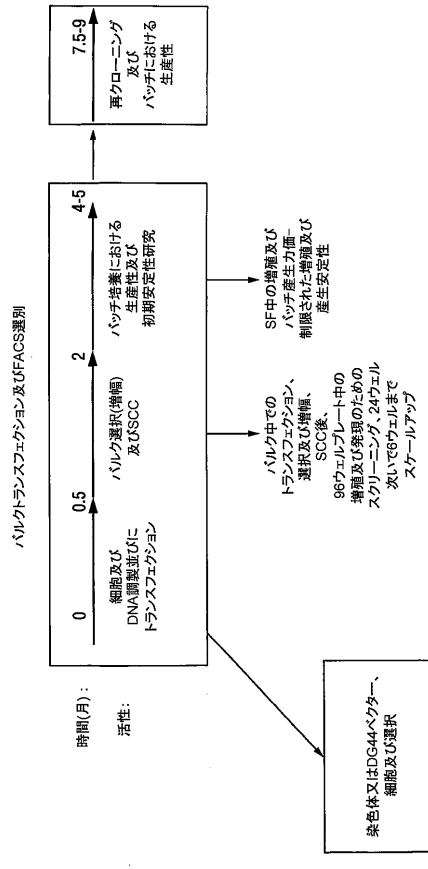 バルクトランスフェクション及びFACS選別
時間(月):
0
0.5
2
4-5
7.5-9
活性:
細胞及び
DNA調製並びに
トランスフェクション
バルク選択(増幅)
及びSCC
バッチ培養における
生産性及び
初期安定性研究
再クローニング
及び
バッチにおける
生産性
染色体又はDG44ベクター、
細胞及び選択
バルク中での
トランスフェクション、
選択及び増幅、
SCC後、
96ウェルプレート中の
増殖及び発現のための
スクリーニング、24ウェル
次いで6ウェルまで
スケールアップ
SF中の増殖及び
バッチ産生力価-
制限された増殖及び
産生安定性